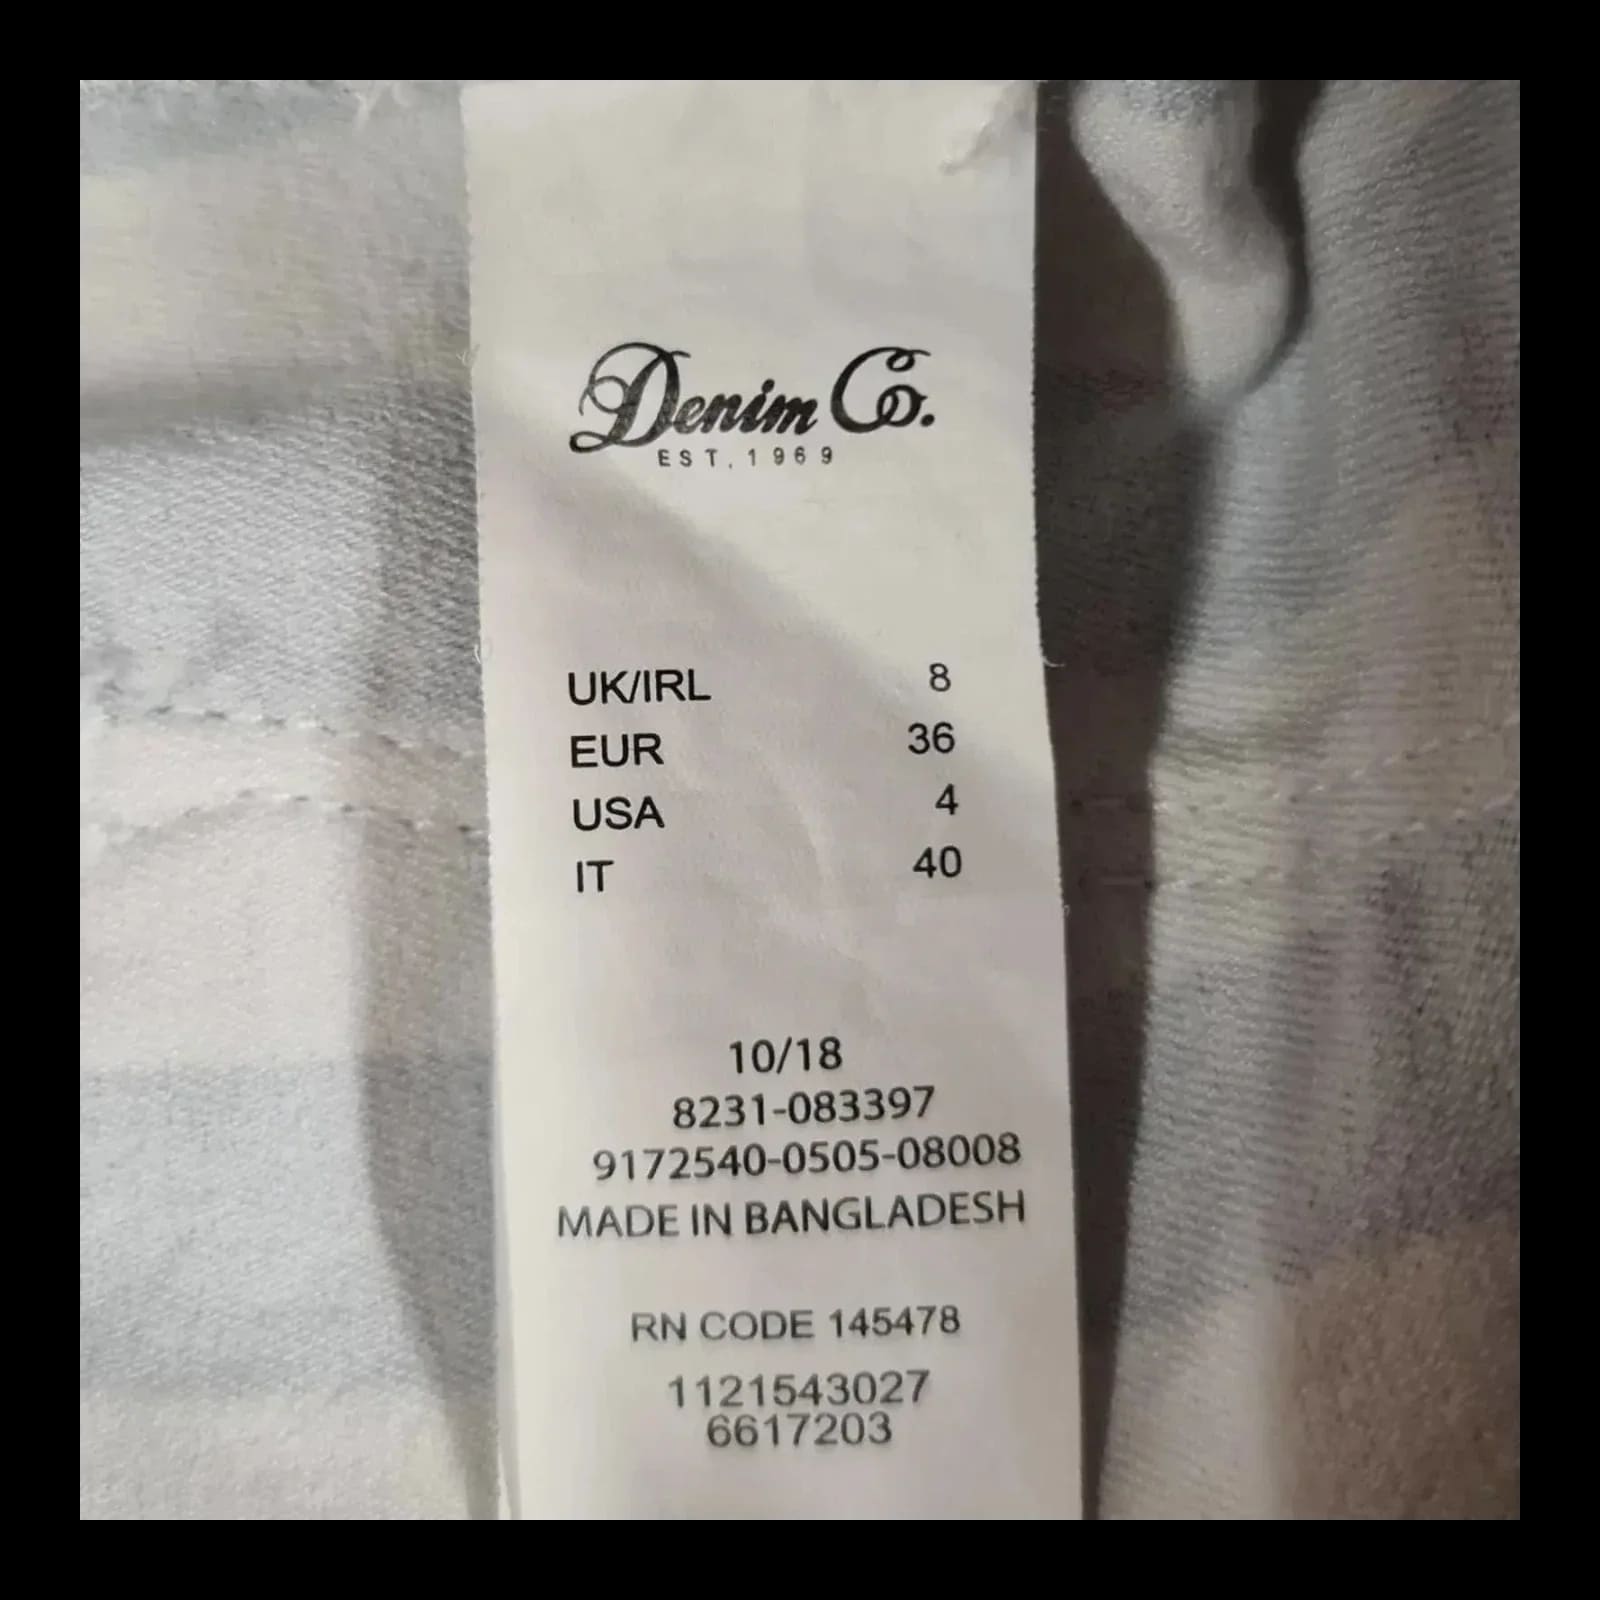 Denim Co.
EST. 1969
UK/IRL 8
EUR 36
USA 4
IT 40
10/18
8231-083397
9172540-0505-08008
MADE IN BANGLADESH
RN CODE 145478
1121543027
6617203